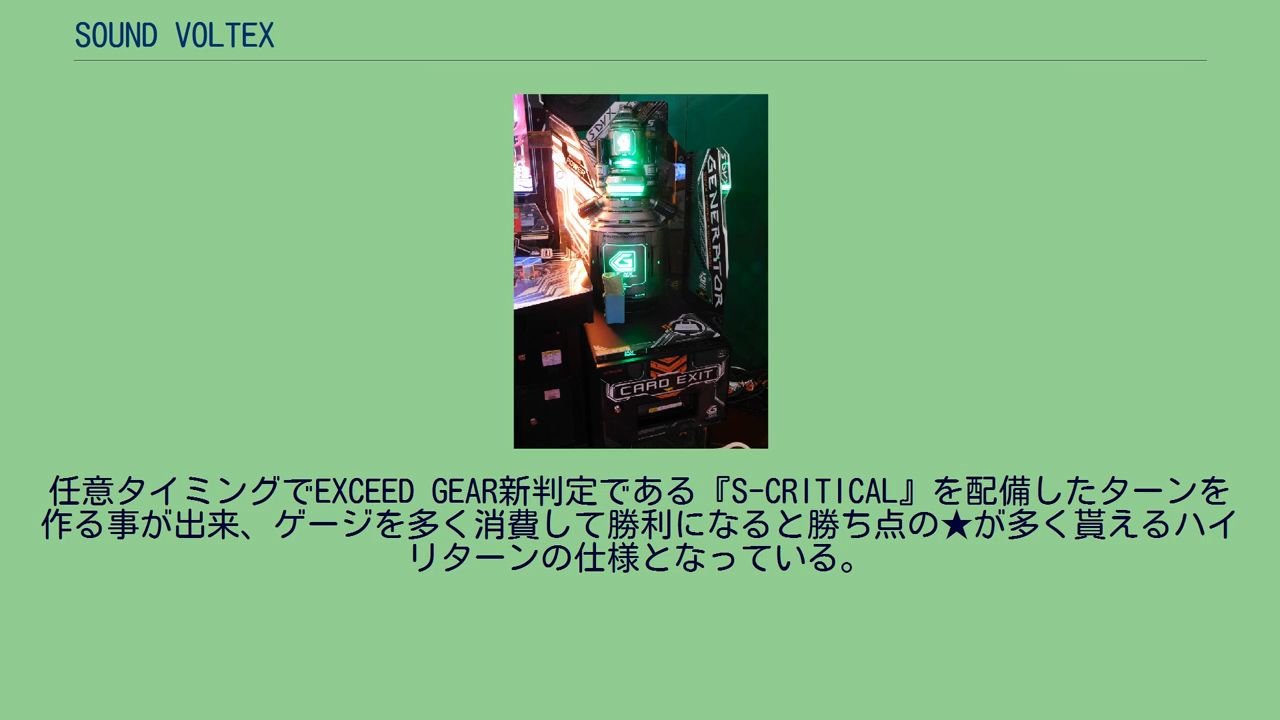 SOUND VOLTEX
SDVX
GENERATOR
CARD EXIT
任意タイミングでEXCEED GEAR新判定である『S-CRITICAL』を配備したターンを
作る事が出来、ゲージを多く消費して勝利になると勝ち点の★が多く貰えるハイ
リターンの仕様となっている。